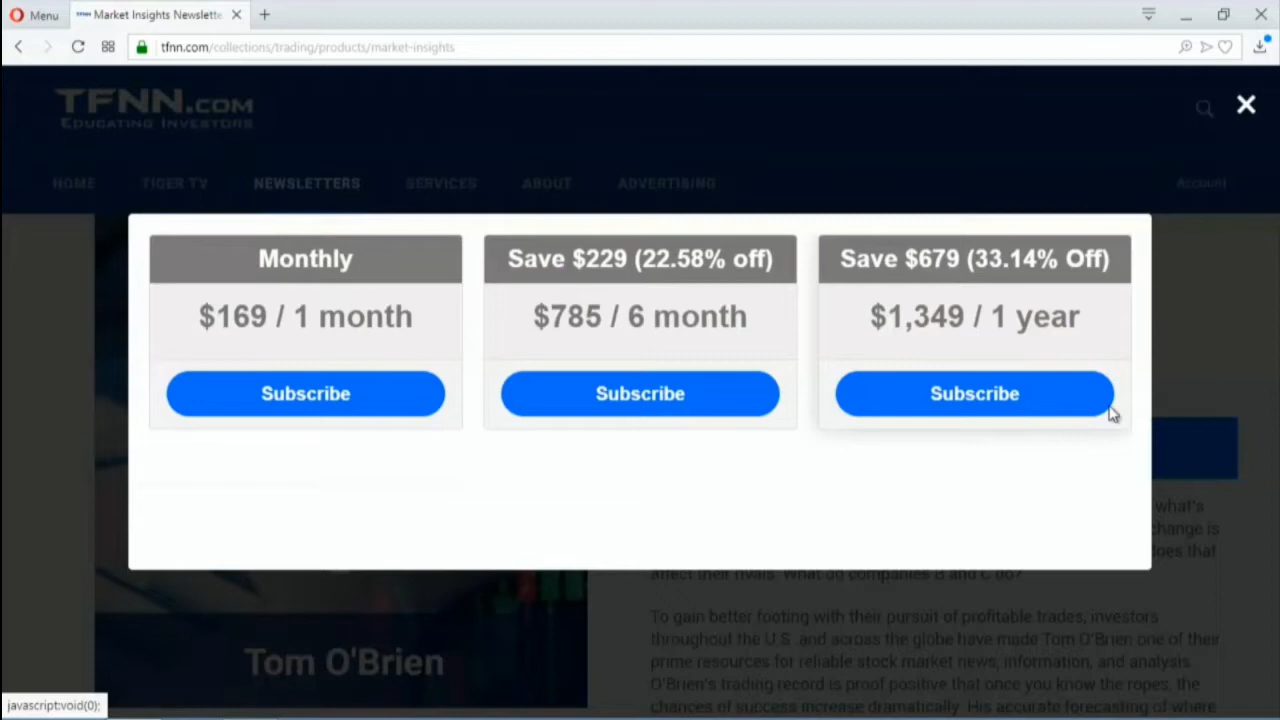 Menu
Market Insights Newslette
tfnn.com/collections/trading/products/market-insights
TFNN.COM
EDUCATING INVESTORS
HOME
TIGER TV
NEWSLETTERS
SERVICES
ABOUT
ADVERTISING
Account
Monthly
$169 / 1 month
Subscribe
Save $229 (22.58% off)
$785 / 6 month
Subscribe
Save $679 (33.14% Off)
$1,349 / 1 year
Subscribe
what's
change is
does that
affect their rivals. What do companies B and C do?
To gain better footing with their pursuit of profitable trades, investors
throughout the U.S. and across the globe have made Tom O'Brien one of their
prime resources for reliable stock market news, information, and analysis.
O'Brien's trading record is proof positive that once you know the ropes, the
chances of success increase dramatically. His accurate forecasting of where
Tom O'Brien
javascript:void(0);